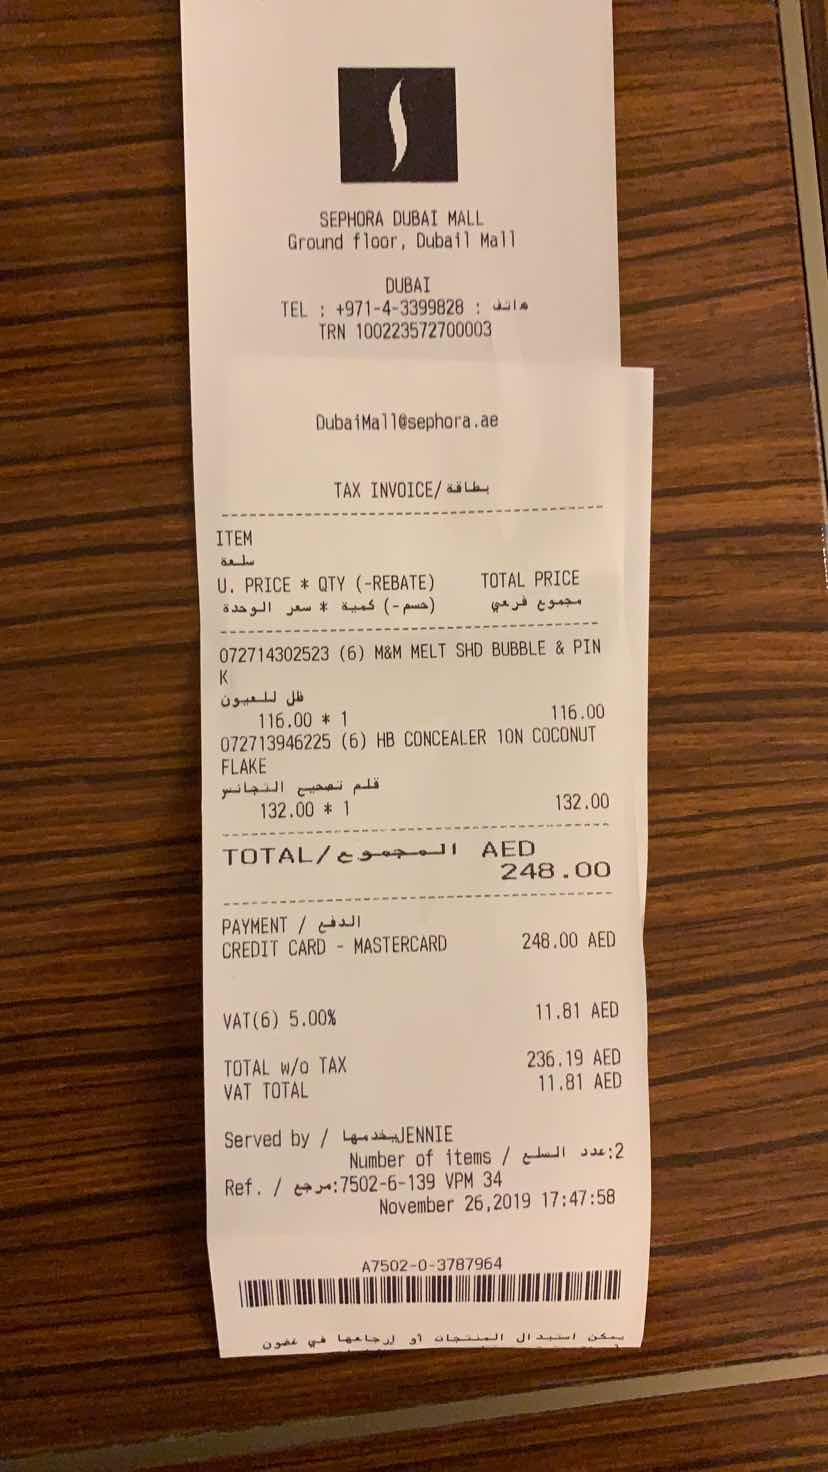 SEPHORA DUBAI MALL
Ground floor, Dubail Mall
DUBAI
TEL : +971-4-3399828 : هاتف
TRN 100223572700003
DubaiMall@sephora.ae
TAX INVOICE/بطاقة
ITEM
سلعة
U. PRICE * QTY (-REBATE) TOTAL PRICE
(حسم-) كمية * سعر الوحدة مجموع فرعي
072714302523 (6) M&M MELT SHD BUBBLE & PIN
K
ظل للعيون
116.00 * 1 116.00
072713946225 (6) HB CONCEALER 10N COCONUT
FLAKE
قلم تصحيح التجانس
132.00 * 1 132.00
TOTAL/المجموع AED
248.00
PAYMENT / الدفع
CREDIT CARD - MASTERCARD 248.00 AED
VAT(6) 5.00% 11.81 AED
TOTAL w/o TAX 236.19 AED
VAT TOTAL 11.81 AED
Served by / يخدمها JENNIE
Number of items / عدد السلع:2
Ref. / مرجع:7502-6-139 VPM 34
November 26,2019 17:47:58
A7502-0-3787964
يمكن استبدال المنتجات أو إرجاعها في غضون